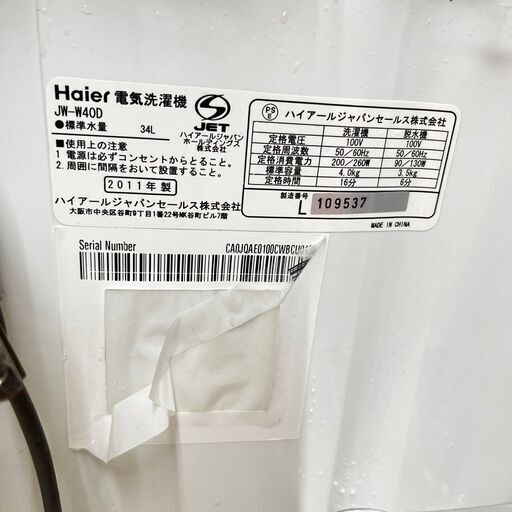 Haier 電気洗濯機
JW-W40D
●標準水量 34L
JET
ハイアールジャパン
ホールディングス
株式会社
■使用上の注意
1 電源は必ずコンセントからとること。
2. 周囲に間隔をおいて設置すること。
2011年製
ハイアールジャパンセールス株式会社
大阪市中央区谷町9丁目1番22号NK谷町ビル7階
PSE ハイアールジャパンセールス株式会社
洗濯機 脱水機
定格電圧 100V 100V
定格周波数 50/60Hz 50/60Hz
定格消費電力 200/260W 90/130W
標準容量 4.0kg 3.5kg
定格時間 16分 6分
製造番号 L 109537
MADE IN CHINA
Serial Number